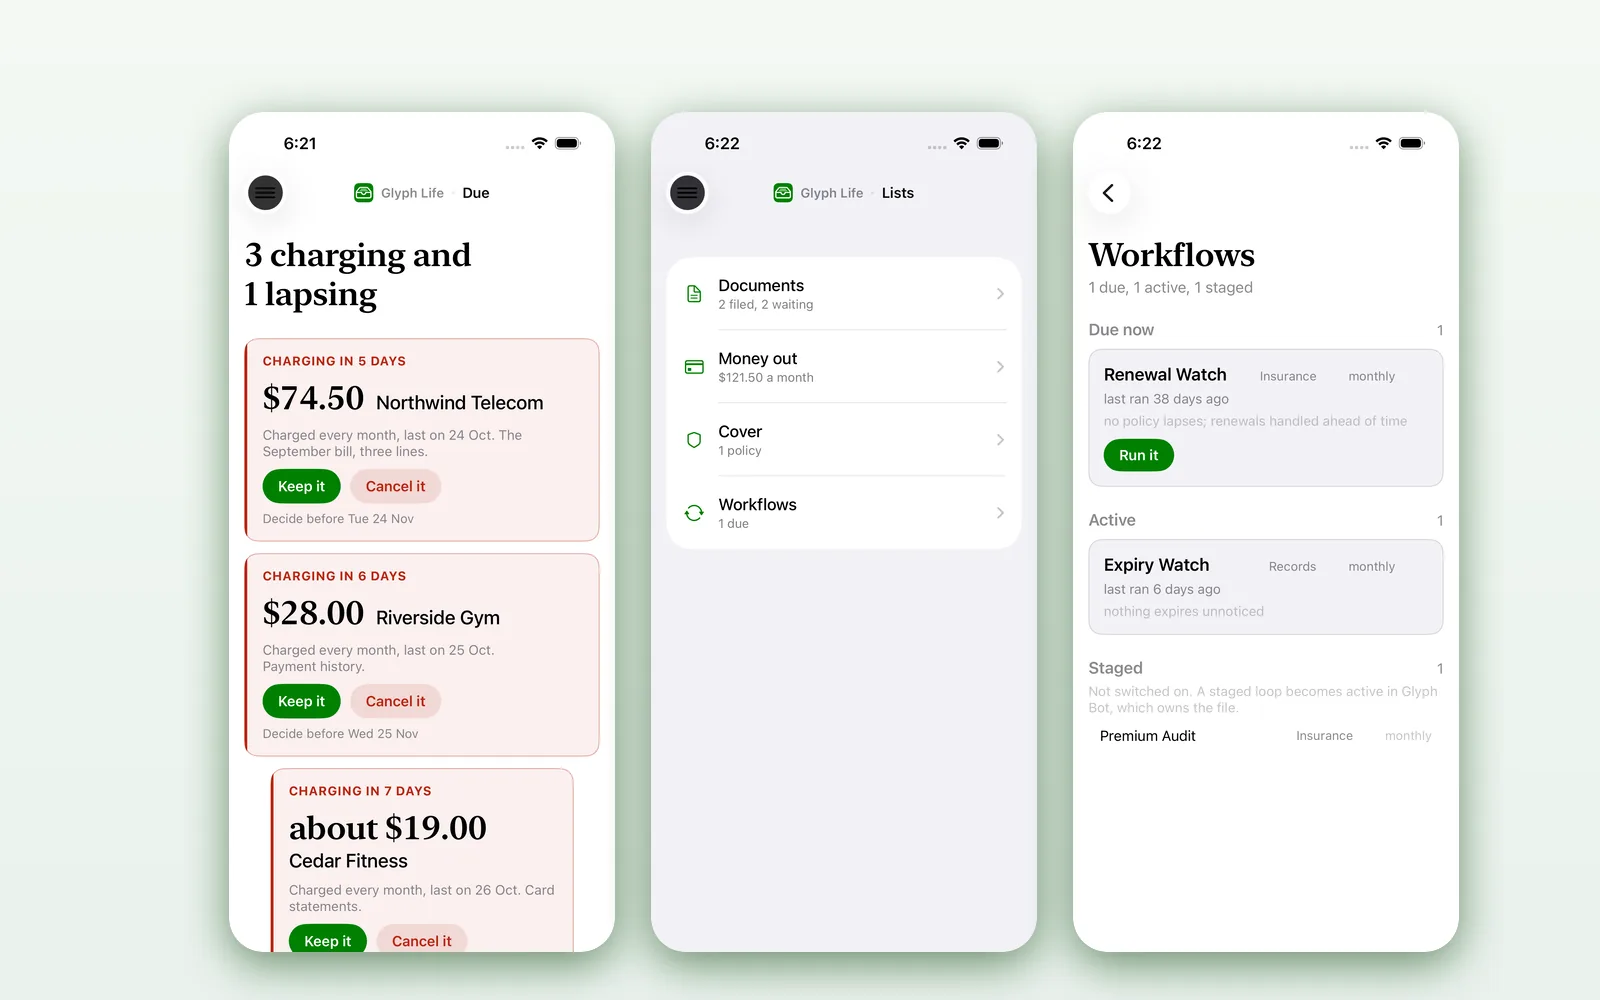 6:21
Glyph Life · Due
3 charging and
1 lapsing
CHARGING IN 5 DAYS
$74.50 Northwind Telecom
Charged every month, last on 24 Oct. The
September bill, three lines.
Keep it Cancel it
Decide before Tue 24 Nov
CHARGING IN 6 DAYS
$28.00 Riverside Gym
Charged every month, last on 25 Oct.
Payment history.
Keep it Cancel it
Decide before Wed 25 Nov
CHARGING IN 7 DAYS
about $19.00
Cedar Fitness
Charged every month, last on 26 Oct. Card
statements.
Keep it Cancel it
6:22
Glyph Life · Lists
Documents
2 filed, 2 waiting
Money out
$121.50 a month
Cover
1 policy
Workflows
1 due
6:22
Workflows
1 due, 1 active, 1 staged
Due now 1
Renewal Watch Insurance monthly
last ran 38 days ago
no policy lapses; renewals handled ahead of time
Run it
Active 1
Expiry Watch Records monthly
last ran 6 days ago
nothing expires unnoticed
Staged 1
Not switched on. A staged loop becomes active in Glyph
Bot, which owns the file.
Premium Audit Insurance monthly